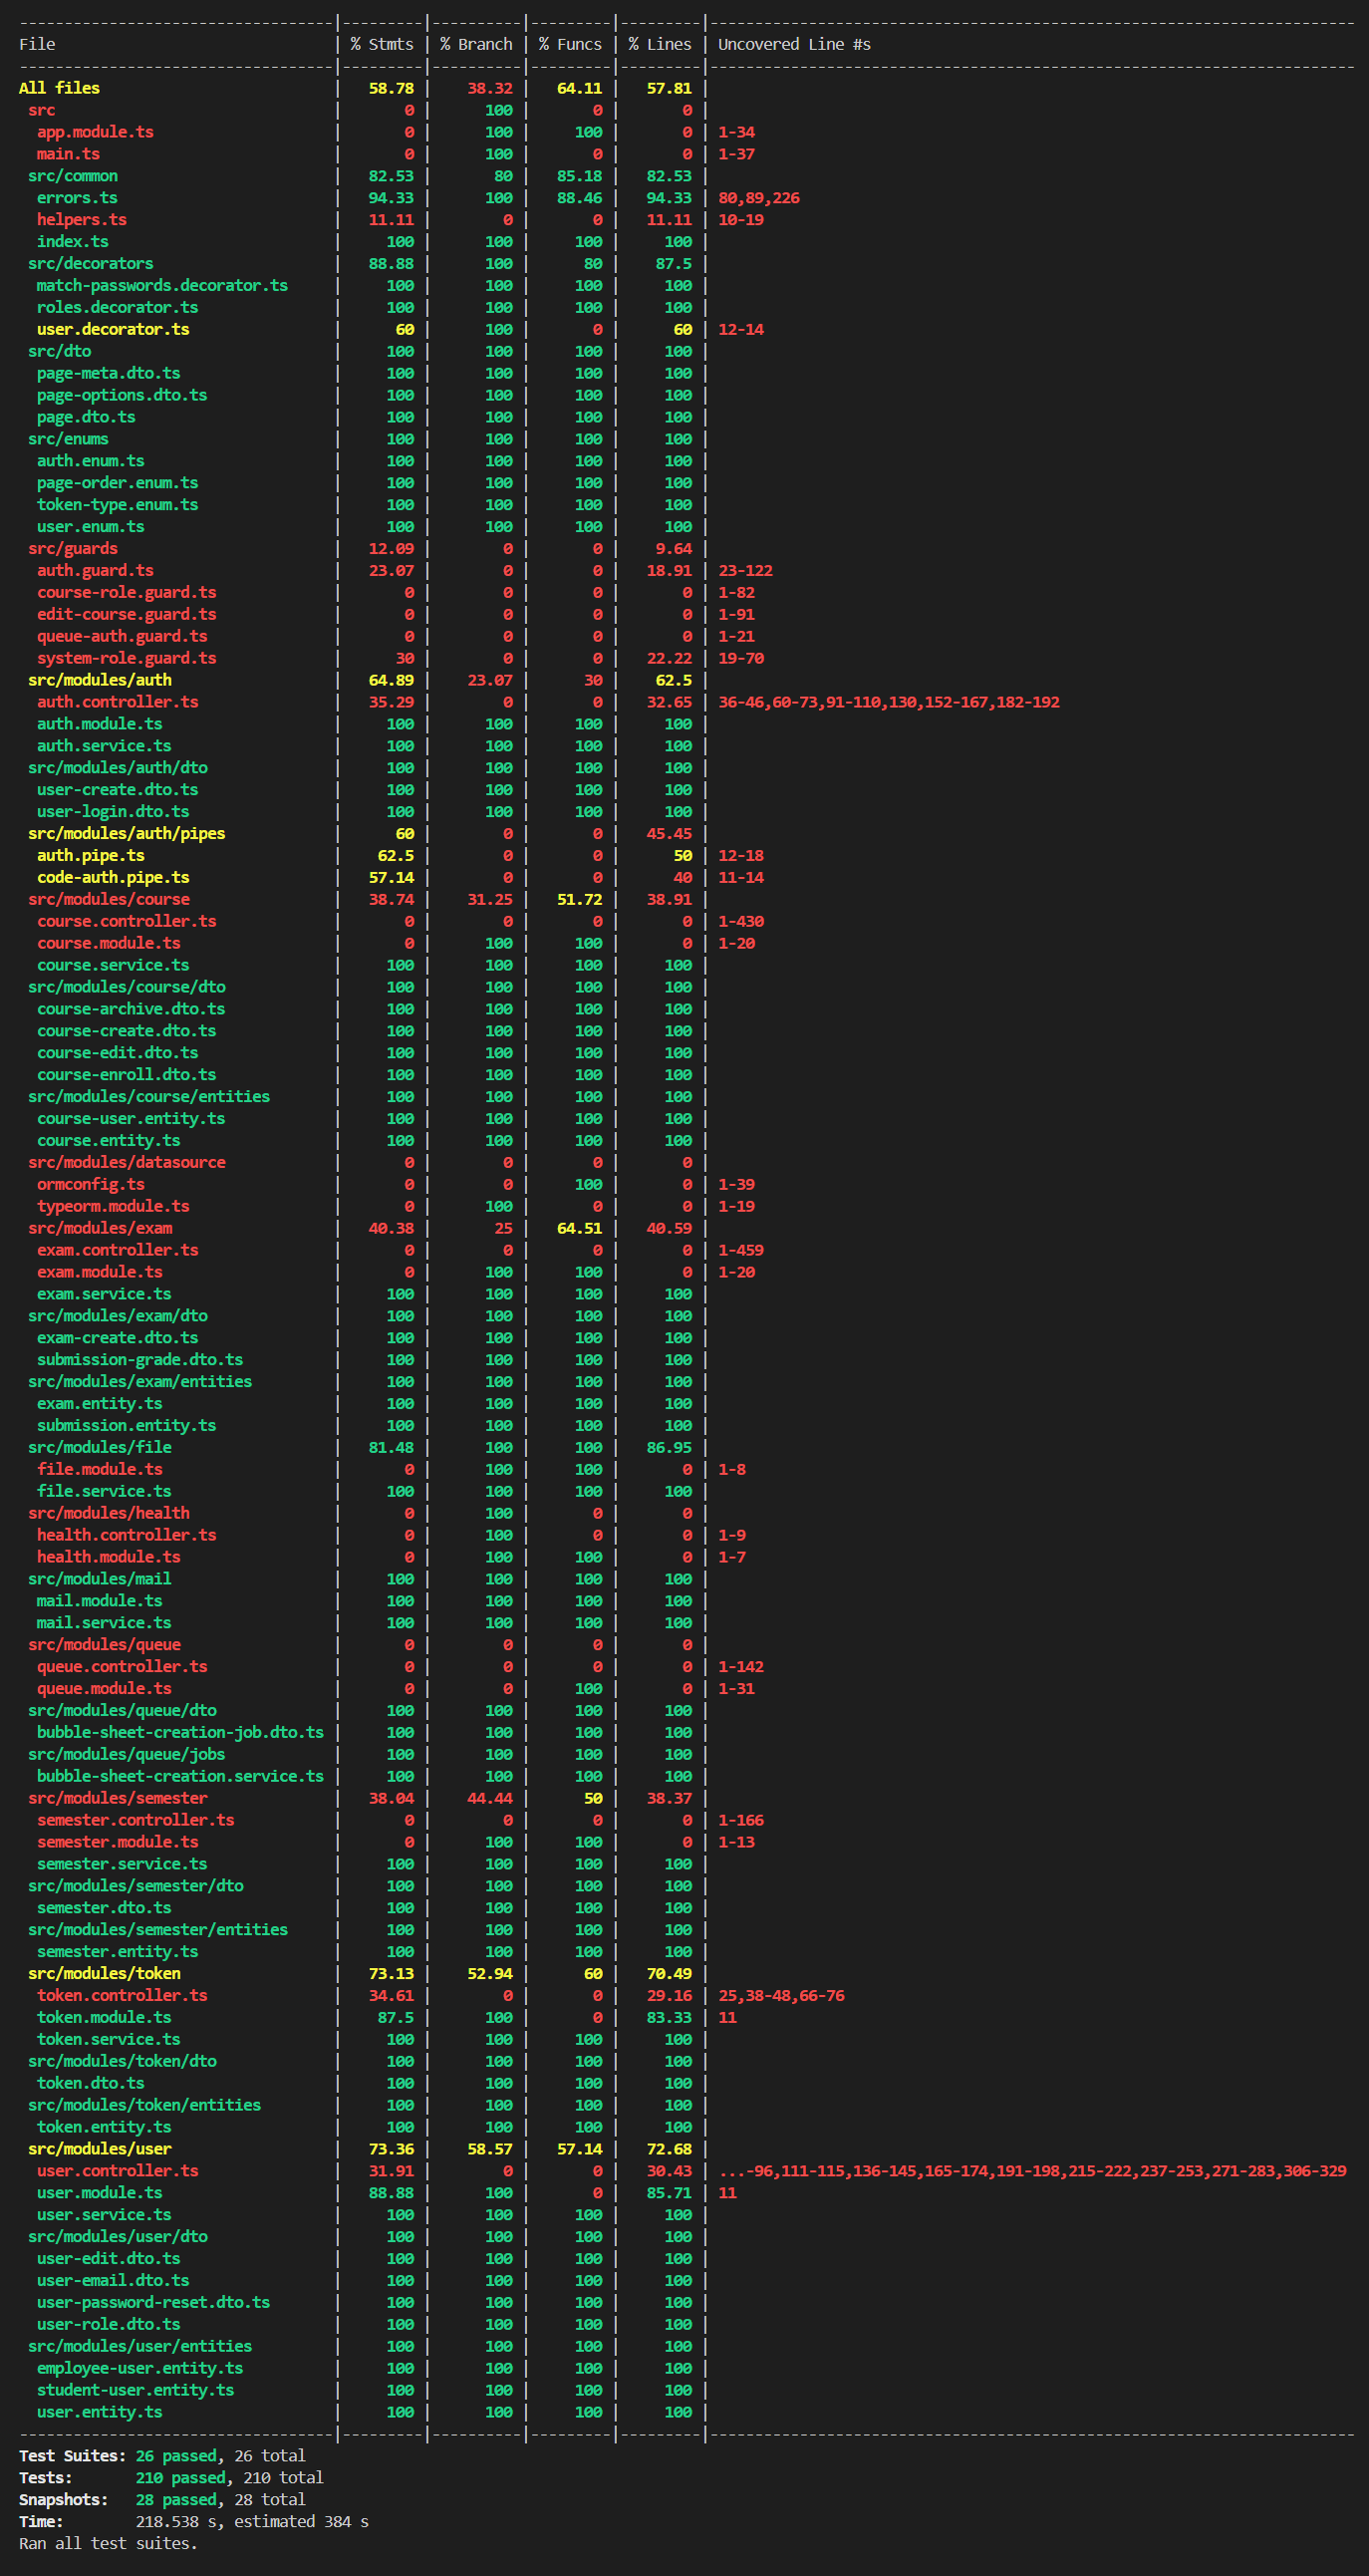 ----------------------------------|---------|----------|---------|---------|-----------------------------------------------------------------------
File                              | % Stmts | % Branch | % Funcs | % Lines | Uncovered Line #s
----------------------------------|---------|----------|---------|---------|-----------------------------------------------------------------------
All files                         |   58.78 |    38.32 |   64.11 |   57.81 |
 src                              |       0 |      100 |       0 |       0 |
  app.module.ts                   |       0 |      100 |     100 |       0 | 1-34
  main.ts                         |       0 |      100 |       0 |       0 | 1-37
 src/common                       |   82.53 |       80 |   85.18 |   82.53 |
  errors.ts                       |   94.33 |      100 |   88.46 |   94.33 | 80,89,226
  helpers.ts                      |   11.11 |        0 |       0 |   11.11 | 10-19
  index.ts                        |     100 |      100 |     100 |     100 |
 src/decorators                   |   88.88 |      100 |      80 |    87.5 |
  match-passwords.decorator.ts    |     100 |      100 |     100 |     100 |
  roles.decorator.ts              |     100 |      100 |     100 |     100 |
  user.decorator.ts               |      60 |      100 |       0 |      60 | 12-14
 src/dto                          |     100 |      100 |     100 |     100 |
  page-meta.dto.ts                |     100 |      100 |     100 |     100 |
  page-options.dto.ts             |     100 |      100 |     100 |     100 |
  page.dto.ts                     |     100 |      100 |     100 |     100 |
 src/enums                        |     100 |      100 |     100 |     100 |
  auth.enum.ts                    |     100 |      100 |     100 |     100 |
  page-order.enum.ts              |     100 |      100 |     100 |     100 |
  token-type.enum.ts              |     100 |      100 |     100 |     100 |
  user.enum.ts                    |     100 |      100 |     100 |     100 |
 src/guards                       |   12.09 |        0 |       0 |    9.64 |
  auth.guard.ts                   |   23.07 |        0 |       0 |   18.91 | 23-122
  course-role.guard.ts            |       0 |        0 |       0 |       0 | 1-82
  edit-course.guard.ts            |       0 |        0 |       0 |       0 | 1-91
  queue-auth.guard.ts             |       0 |        0 |       0 |       0 | 1-21
  system-role.guard.ts            |      30 |        0 |       0 |   22.22 | 19-70
 src/modules/auth                 |   64.89 |    23.07 |      30 |    62.5 |
  auth.controller.ts              |   35.29 |        0 |       0 |   32.65 | 36-46,60-73,91-110,130,152-167,182-192
  auth.module.ts                  |     100 |      100 |     100 |     100 |
  auth.service.ts                 |     100 |      100 |     100 |     100 |
 src/modules/auth/dto             |     100 |      100 |     100 |     100 |
  user-create.dto.ts              |     100 |      100 |     100 |     100 |
  user-login.dto.ts               |     100 |      100 |     100 |     100 |
 src/modules/auth/pipes           |      60 |        0 |       0 |   45.45 |
  auth.pipe.ts                    |    62.5 |        0 |       0 |      50 | 12-18
  code-auth.pipe.ts               |   57.14 |        0 |       0 |      40 | 11-14
 src/modules/course               |   38.74 |    31.25 |   51.72 |   38.91 |
  course.controller.ts            |       0 |        0 |       0 |       0 | 1-430
  course.module.ts                |       0 |      100 |     100 |       0 | 1-20
  course.service.ts               |     100 |      100 |     100 |     100 |
 src/modules/course/dto           |     100 |      100 |     100 |     100 |
  course-archive.dto.ts           |     100 |      100 |     100 |     100 |
  course-create.dto.ts            |     100 |      100 |     100 |     100 |
  course-edit.dto.ts              |     100 |      100 |     100 |     100 |
  course-enroll.dto.ts            |     100 |      100 |     100 |     100 |
 src/modules/course/entities      |     100 |      100 |     100 |     100 |
  course-user.entity.ts           |     100 |      100 |     100 |     100 |
  course.entity.ts                |     100 |      100 |     100 |     100 |
 src/modules/datasource           |       0 |        0 |       0 |       0 |
  ormconfig.ts                    |       0 |        0 |     100 |       0 | 1-39
  typeorm.module.ts               |       0 |      100 |       0 |       0 | 1-19
 src/modules/exam                 |   40.38 |       25 |   64.51 |   40.59 |
  exam.controller.ts              |       0 |        0 |       0 |       0 | 1-459
  exam.module.ts                  |       0 |      100 |     100 |       0 | 1-20
  exam.service.ts                 |     100 |      100 |     100 |     100 |
 src/modules/exam/dto             |     100 |      100 |     100 |     100 |
  exam-create.dto.ts              |     100 |      100 |     100 |     100 |
  submission-grade.dto.ts         |     100 |      100 |     100 |     100 |
 src/modules/exam/entities        |     100 |      100 |     100 |     100 |
  exam.entity.ts                  |     100 |      100 |     100 |     100 |
  submission.entity.ts            |     100 |      100 |     100 |     100 |
 src/modules/file                 |   81.48 |      100 |     100 |   86.95 |
  file.module.ts                  |       0 |      100 |     100 |       0 | 1-8
  file.service.ts                 |     100 |      100 |     100 |     100 |
 src/modules/health               |       0 |      100 |       0 |       0 |
  health.controller.ts            |       0 |      100 |       0 |       0 | 1-9
  health.module.ts                |       0 |      100 |     100 |       0 | 1-7
 src/modules/mail                 |     100 |      100 |     100 |     100 |
  mail.module.ts                  |     100 |      100 |     100 |     100 |
  mail.service.ts                 |     100 |      100 |     100 |     100 |
 src/modules/queue                |       0 |        0 |       0 |       0 |
  queue.controller.ts             |       0 |        0 |       0 |       0 | 1-142
  queue.module.ts                 |       0 |        0 |     100 |       0 | 1-31
 src/modules/queue/dto            |     100 |      100 |     100 |     100 |
  bubble-sheet-creation-job.dto.ts |     100 |      100 |     100 |     100 |
 src/modules/queue/jobs           |     100 |      100 |     100 |     100 |
  bubble-sheet-creation.service.ts |     100 |      100 |     100 |     100 |
 src/modules/semester             |   38.04 |    44.44 |      50 |   38.37 |
  semester.controller.ts          |       0 |        0 |       0 |       0 | 1-166
  semester.module.ts              |       0 |      100 |     100 |       0 | 1-13
  semester.service.ts             |     100 |      100 |     100 |     100 |
 src/modules/semester/dto         |     100 |      100 |     100 |     100 |
  semester.dto.ts                 |     100 |      100 |     100 |     100 |
 src/modules/semester/entities    |     100 |      100 |     100 |     100 |
  semester.entity.ts              |     100 |      100 |     100 |     100 |
 src/modules/token                |   73.13 |    52.94 |      60 |   70.49 |
  token.controller.ts             |   34.61 |        0 |       0 |   29.16 | 25,38-48,66-76
  token.module.ts                 |    87.5 |      100 |       0 |   83.33 | 11
  token.service.ts                |     100 |      100 |     100 |     100 |
 src/modules/token/dto            |     100 |      100 |     100 |     100 |
  token.dto.ts                    |     100 |      100 |     100 |     100 |
 src/modules/token/entities       |     100 |      100 |     100 |     100 |
  token.entity.ts                 |     100 |      100 |     100 |     100 |
 src/modules/user                 |   73.36 |    58.57 |   57.14 |   72.68 |
  user.controller.ts              |   31.91 |        0 |       0 |   30.43 | ...-96,111-115,136-145,165-174,191-198,215-222,237-253,271-283,306-329
  user.module.ts                  |   88.88 |      100 |       0 |   85.71 | 11
  user.service.ts                 |     100 |      100 |     100 |     100 |
 src/modules/user/dto             |     100 |      100 |     100 |     100 |
  user-edit.dto.ts                |     100 |      100 |     100 |     100 |
  user-email.dto.ts               |     100 |      100 |     100 |     100 |
  user-password-reset.dto.ts      |     100 |      100 |     100 |     100 |
  user-role.dto.ts                |     100 |      100 |     100 |     100 |
 src/modules/user/entities        |     100 |      100 |     100 |     100 |
  employee-user.entity.ts         |     100 |      100 |     100 |     100 |
  student-user.entity.ts          |     100 |      100 |     100 |     100 |
  user.entity.ts                  |     100 |      100 |     100 |     100 |
----------------------------------|---------|----------|---------|---------|-----------------------------------------------------------------------
Test Suites: 26 passed, 26 total
Tests:       210 passed, 210 total
Snapshots:   28 passed, 28 total
Time:        218.538 s, estimated 384 s
Ran all test suites.